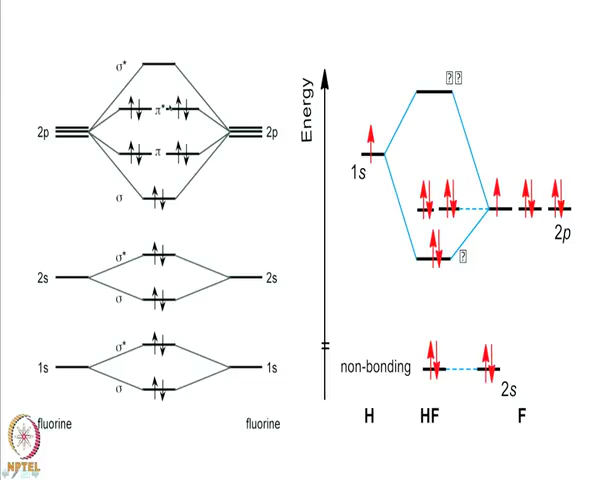 σ*
π*
2p
2p
π
σ
σ*
2s
2s
σ
σ*
1s
1s
σ
fluorine
fluorine
NPTEL
Energy
1s
2p
non-bonding
2s
H HF F